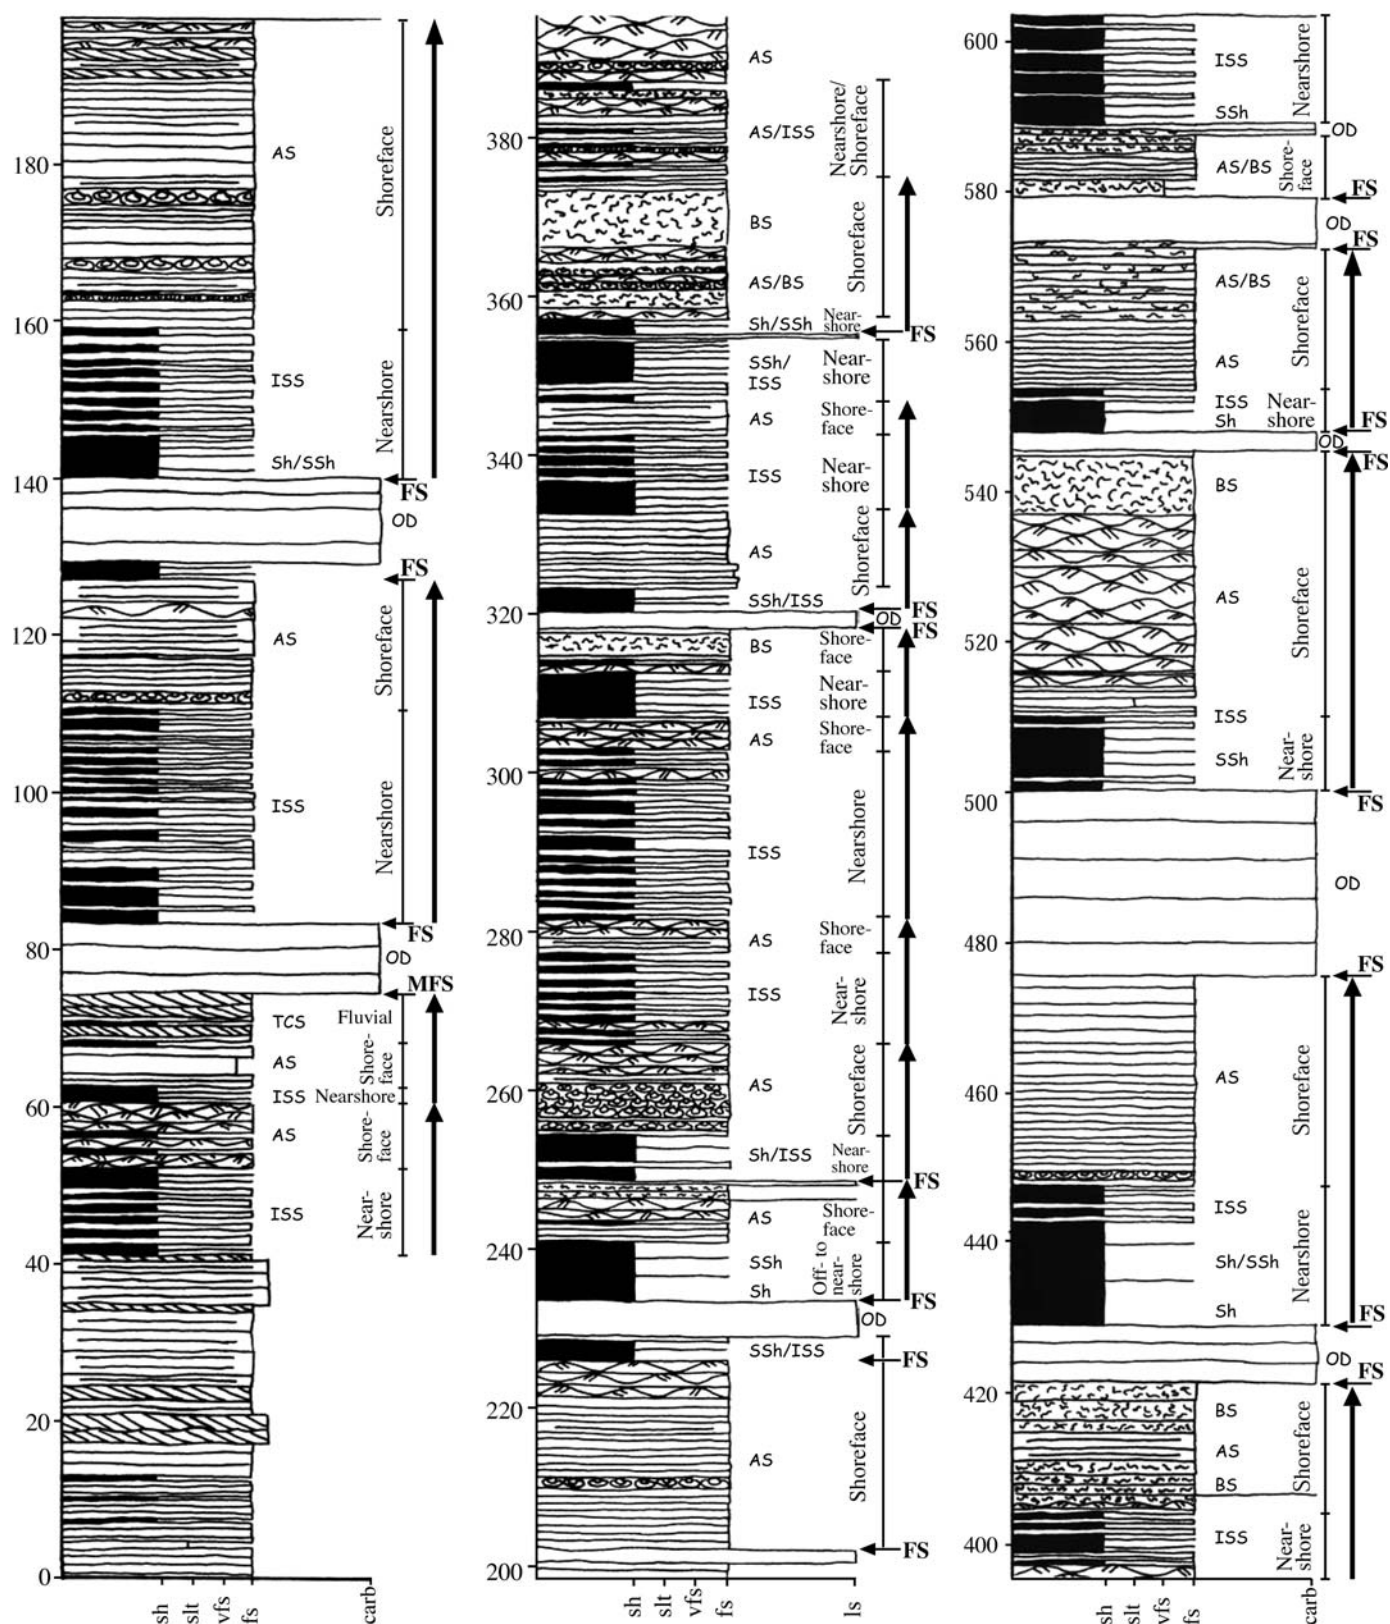 180
160
140
120
100
80
60
40
20
0
AS
Shoreface
ISS
Nearshore
Sh/SSh
FS
OD
FS
AS
Shoreface
ISS
Nearshore
FS
OD
MFS
TCS
Fluvial
AS
Shore-
face
ISS
Nearshore
AS
Shore-
face
ISS
Near-
shore
sh
slt
vfs
fs
carb
380
360
340
320
300
280
260
240
220
200
AS
AS/ISS
Nearshore/
Shoreface
BS
Shoreface
AS/BS
Sh/SSh
Near-
shore
FS
SSh/
ISS
Near-
shore
AS
Shore-
face
ISS
Near-
shore
AS
Shoreface
SSh/ISS
FS
OD
FS
BS
Shore-
face
ISS
Near-
shore
AS
Shore-
face
ISS
Nearshore
AS
Shore-
face
ISS
Near-
shore
AS
Shoreface
Sh/ISS
Near-
shore
FS
AS
Shore-
face
SSh
Sh
Off- to
near-
shore
FS
OD
SSh/ISS
FS
AS
Shoreface
FS
sh
slt
vfs
fs
ls
600
580
560
540
520
500
480
460
440
420
400
ISS
SSh
Nearshore
OD
AS/BS
Shore-
face
FS
OD
FS
AS/BS
AS
Shoreface
ISS
Sh
Near-
shore
FS
OD
FS
BS
AS
Shoreface
ISS
SSh
Near-
shore
FS
OD
FS
AS
Shoreface
ISS
Sh/SSh
Sh
Nearshore
FS
OD
FS
BS
AS
BS
Shoreface
ISS
Near-
shore
sh
slt
vfs
fs
carb